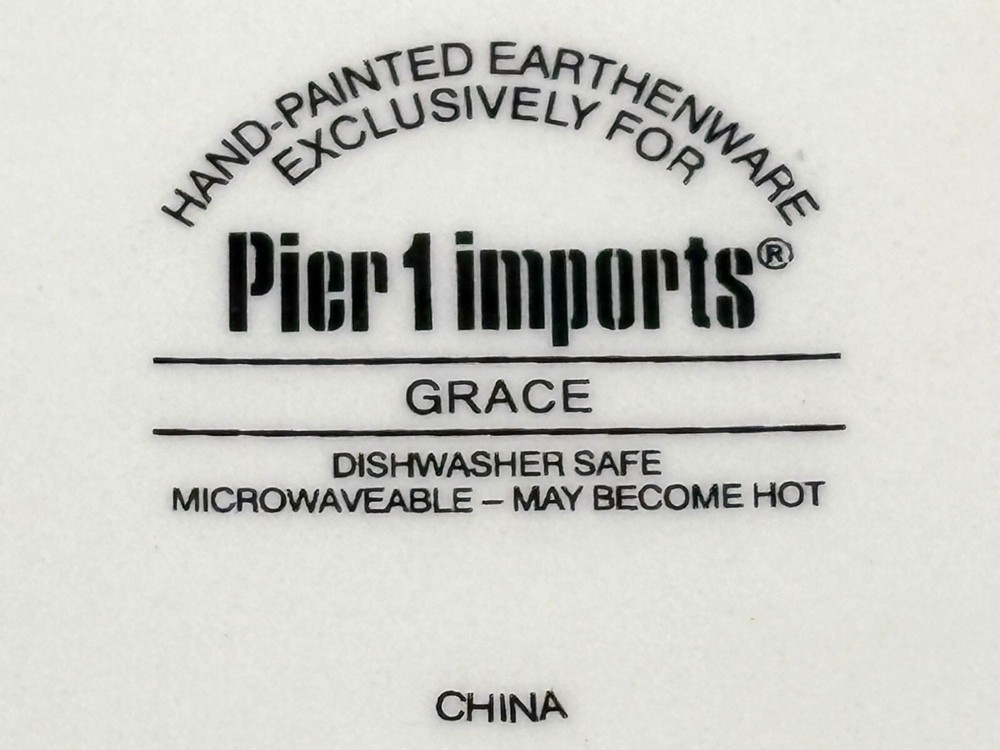 HAND-PAINTED EARTHENWARE
EXCLUSIVELY FOR
Pier 1 imports®
GRACE
DISHWASHER SAFE
MICROWAVEABLE – MAY BECOME HOT
CHINA